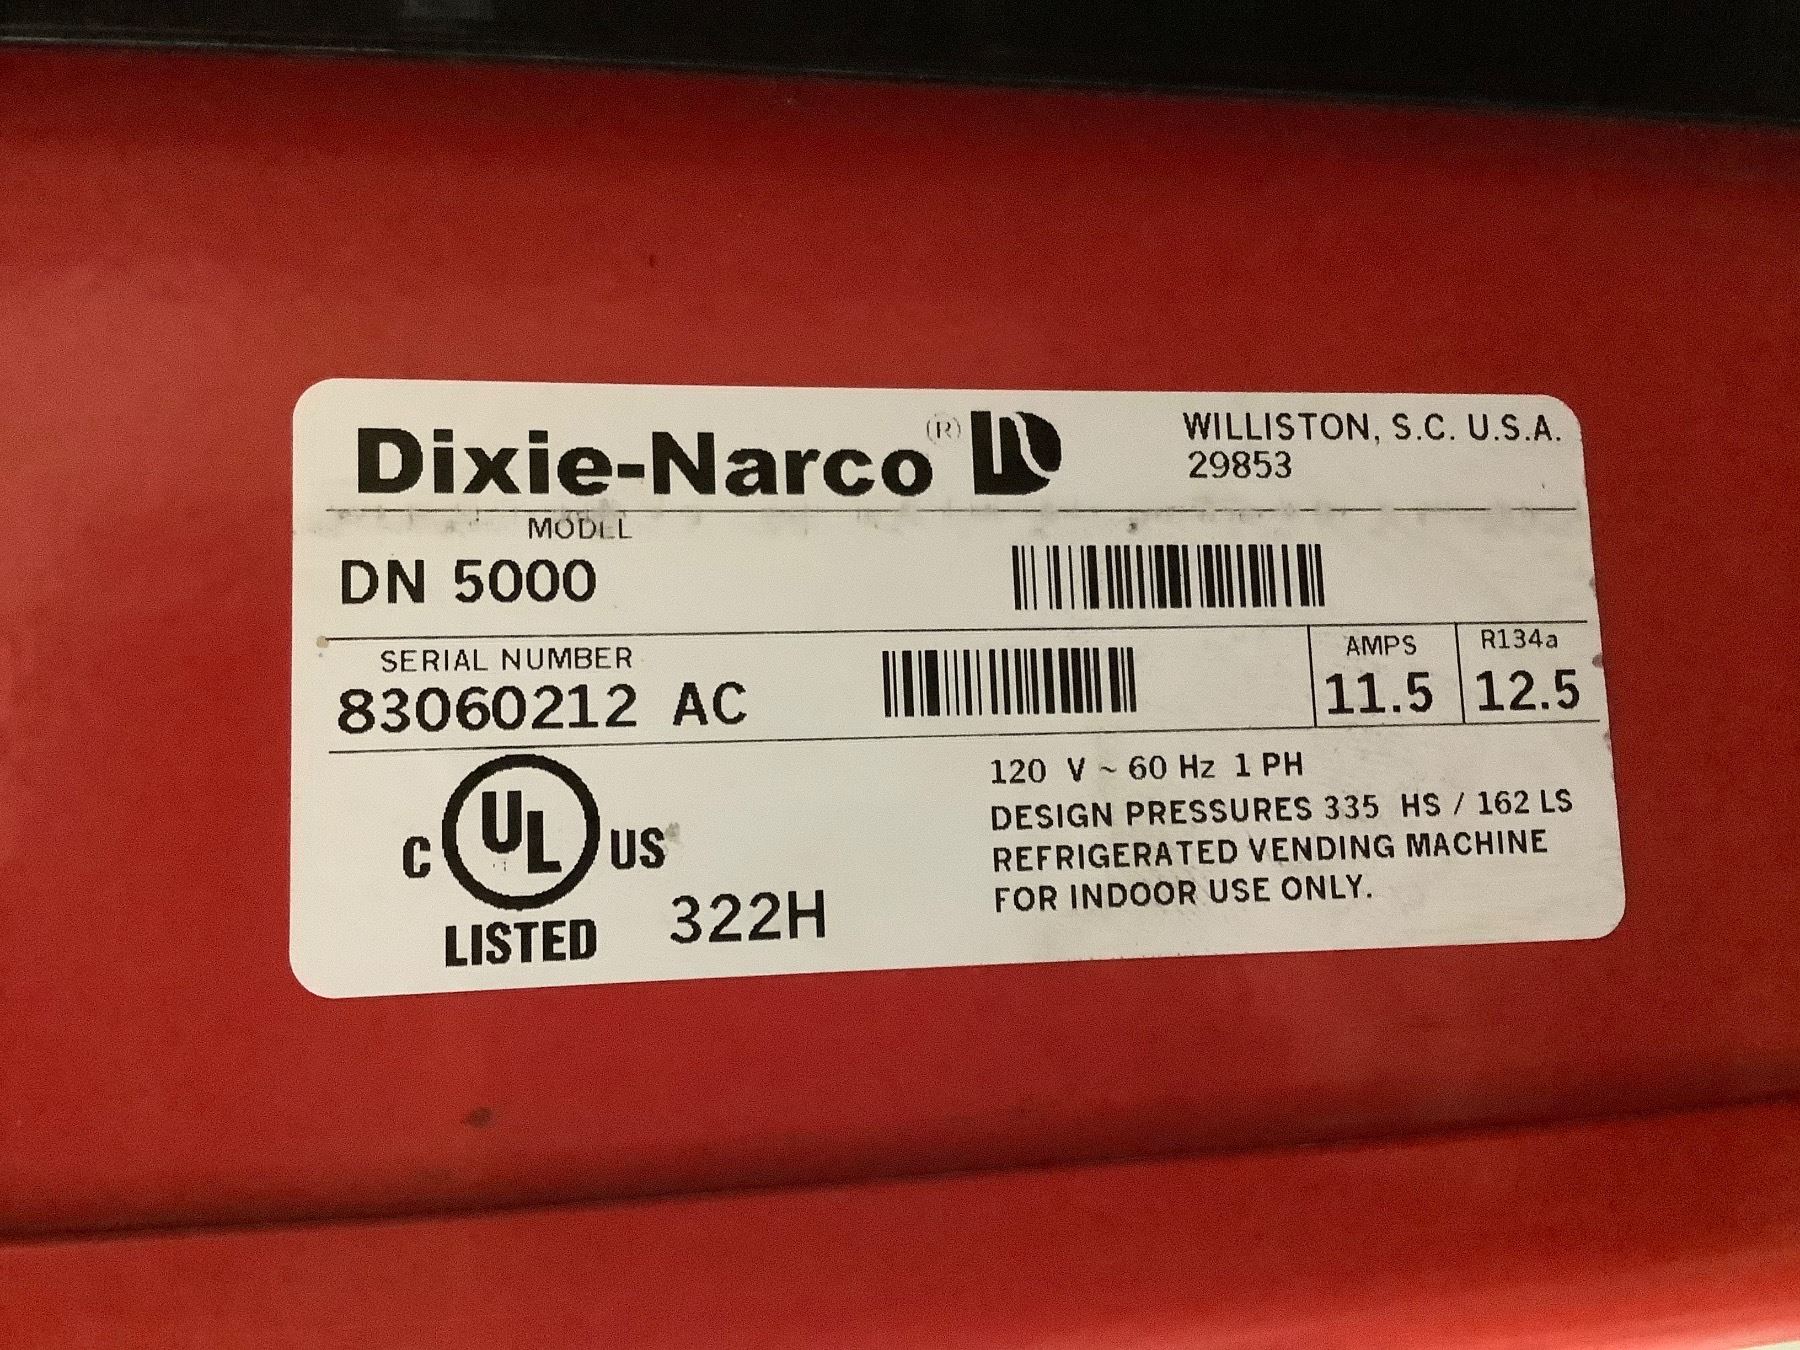 Dixie-Narco (R)
WILLISTON, S.C. U.S.A.
29853
MODEL
DN 5000
SERIAL NUMBER
83060212 AC
AMPS
11.5
R134a
12.5
C UL US
LISTED 322H
120 V ~ 60 Hz 1 PH
DESIGN PRESSURES 335 HS / 162 LS
REFRIGERATED VENDING MACHINE
FOR INDOOR USE ONLY.